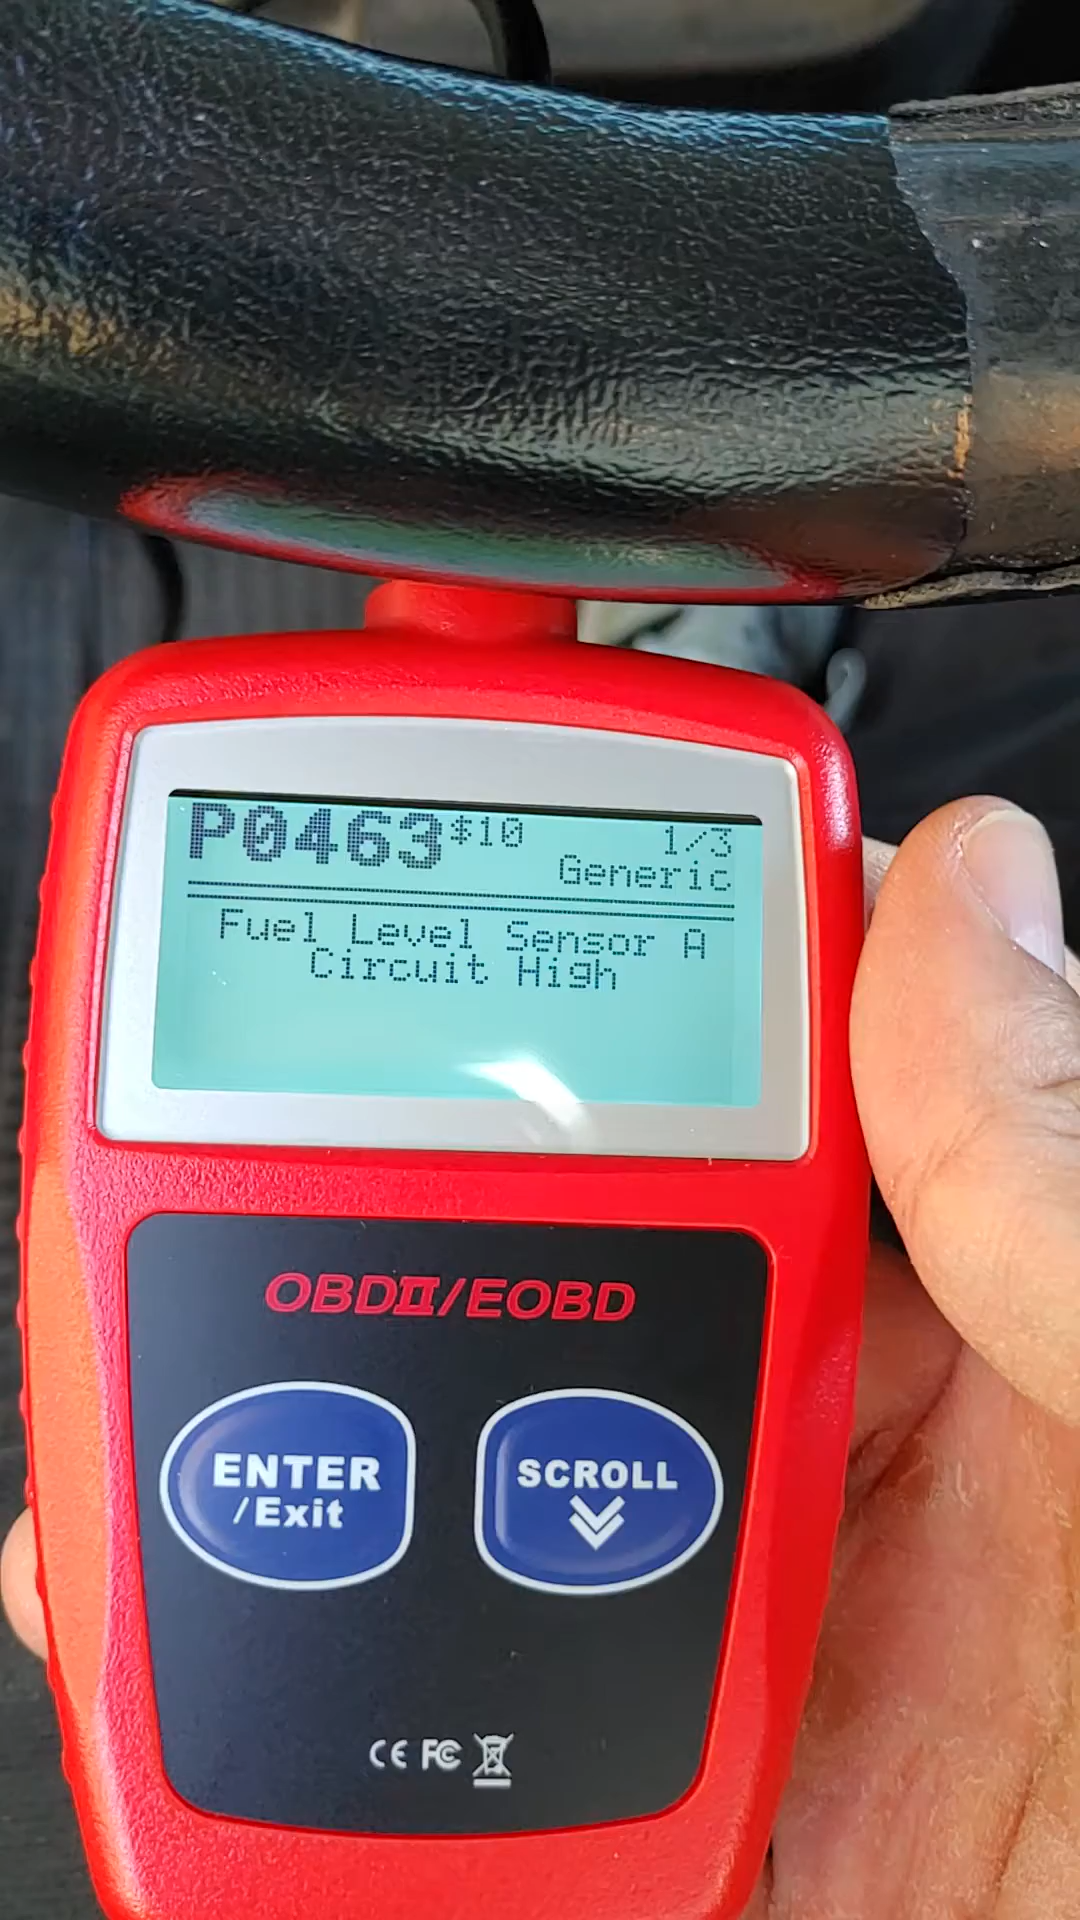 P0463 $10 1/3
Generic
Fuel Level Sensor A
Circuit High
OBDII/EOBD
ENTER
/Exit
SCROLL
CE FC